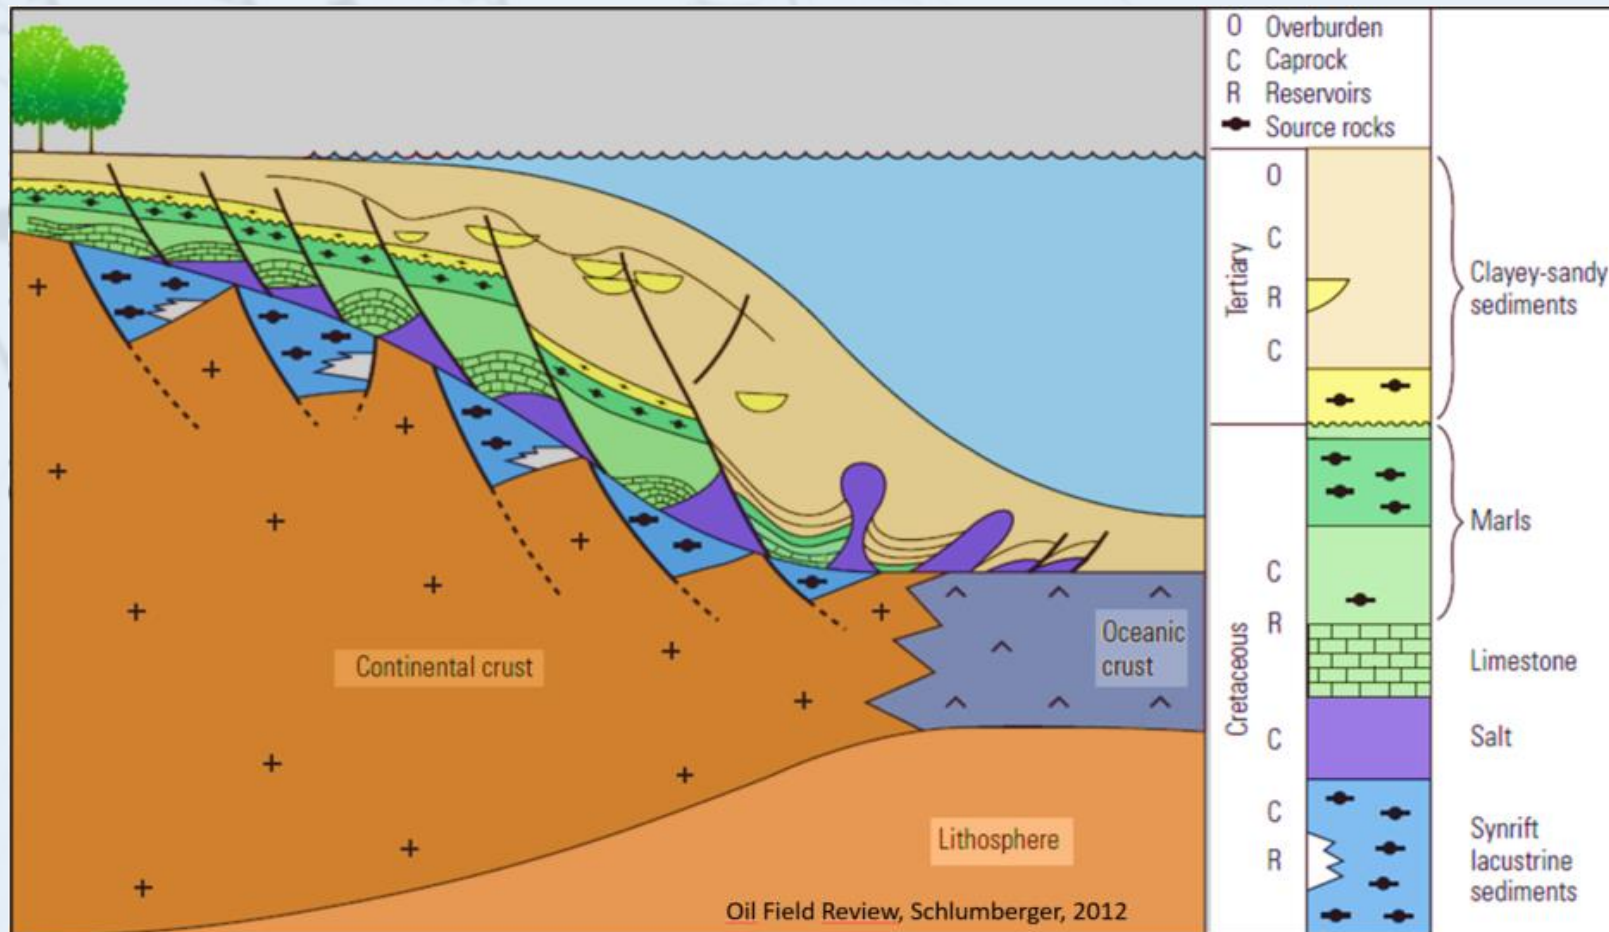 O Overburden
C Caprock
R Reservoirs
Source rocks
Tertiary
O
C
R
C
Clayey-sandy
sediments
Cretaceous
C
R
C
C
R
Marls
Limestone
Salt
Synrift
lacustrine
sediments
Continental crust
Oceanic
crust
Lithosphere
Oil Field Review, Schlumberger, 2012